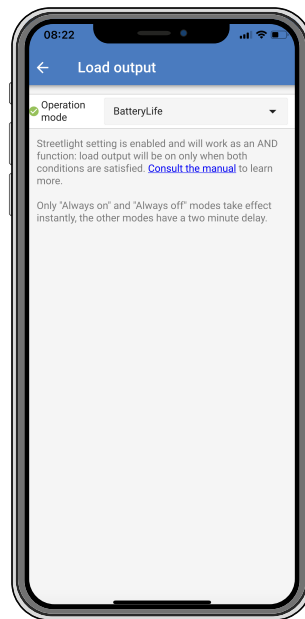 08:22
Load output
Operation
mode
BatteryLife
Streetlight setting is enabled and will work as an AND
function: load output will be on only when both
conditions are satisfied. Consult the manual to learn
more.
Only "Always on" and "Always off" modes take effect
instantly, the other modes have a two minute delay.